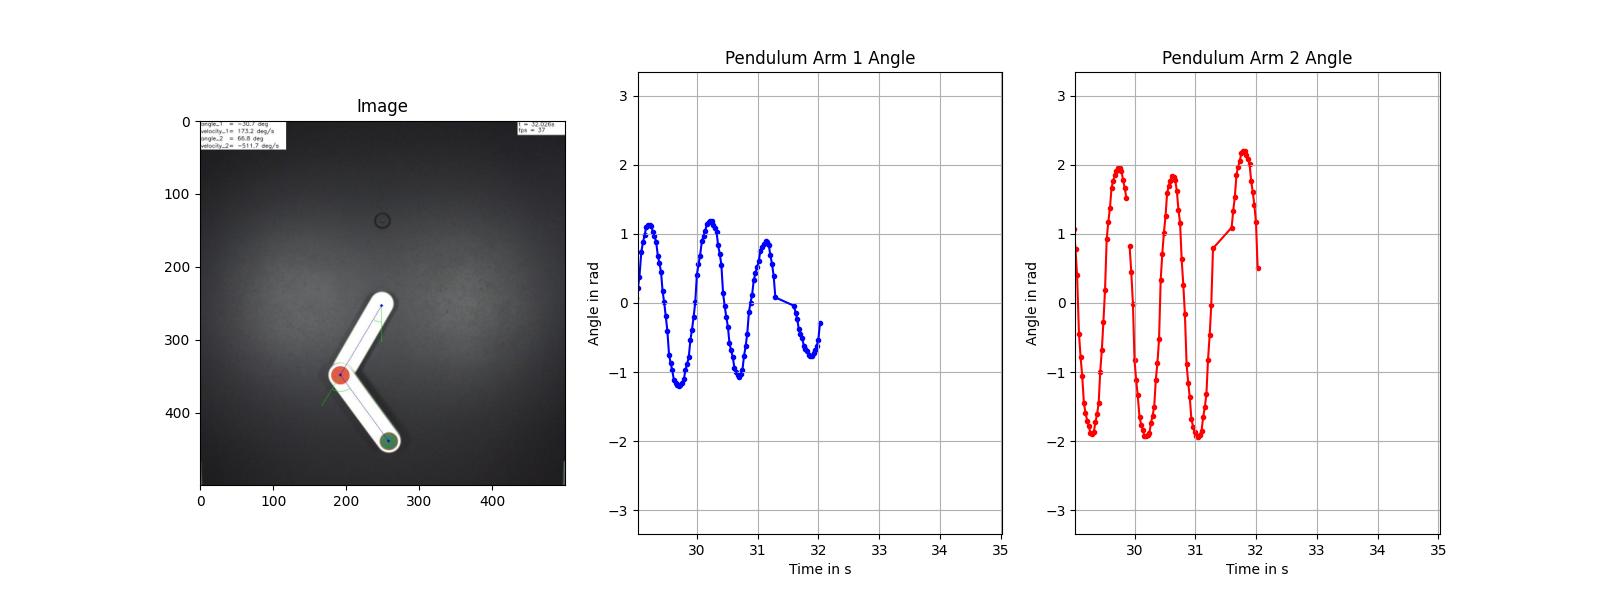 Image
angle_1 = -30.7 deg
velocity_1= 173.2 deg/s
angle_2 = 66.8 deg
velocity_2= -511.7 deg/s
t = 32.026s
fps = 37
0
100
200
300
400
0 100 200 300 400
Pendulum Arm 1 Angle
Angle in rad
3
2
1
0
−1
−2
−3
30 31 32 33 34 35
Time in s
Pendulum Arm 2 Angle
Angle in rad
3
2
1
0
−1
−2
−3
30 31 32 33 34 35
Time in s